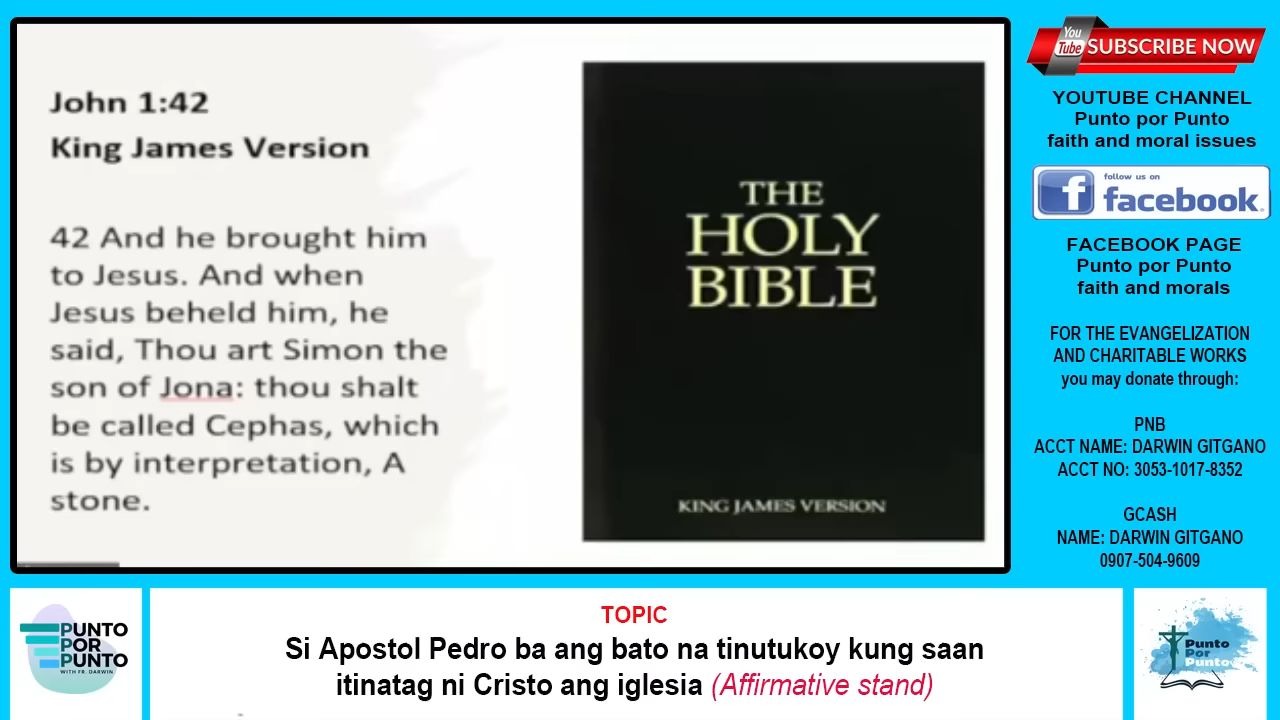 John 1:42
King James Version
42 And he brought him
to Jesus. And when
Jesus beheld him, he
said, Thou art Simon the
son of Jona: thou shalt
be called Cephas, which
is by interpretation, A
stone.
THE
HOLY
BIBLE
KING JAMES VERSION
You
Tube SUBSCRIBE NOW
YOUTUBE CHANNEL
Punto por Punto
faith and moral issues
follow us on
facebook.
FACEBOOK PAGE
Punto por Punto
faith and morals
FOR THE EVANGELIZATION
AND CHARITABLE WORKS
you may donate through:
PNB
ACCT NAME: DARWIN GITGANO
ACCT NO: 3053-1017-8352
GCASH
NAME: DARWIN GITGANO
0907-504-9609
PUNTO
POR
PUNTO
WITH FR. DARWIN
TOPIC
Si Apostol Pedro ba ang bato na tinutukoy kung saan
itinatag ni Cristo ang iglesia (Affirmative stand)
Punto
Por
Punto